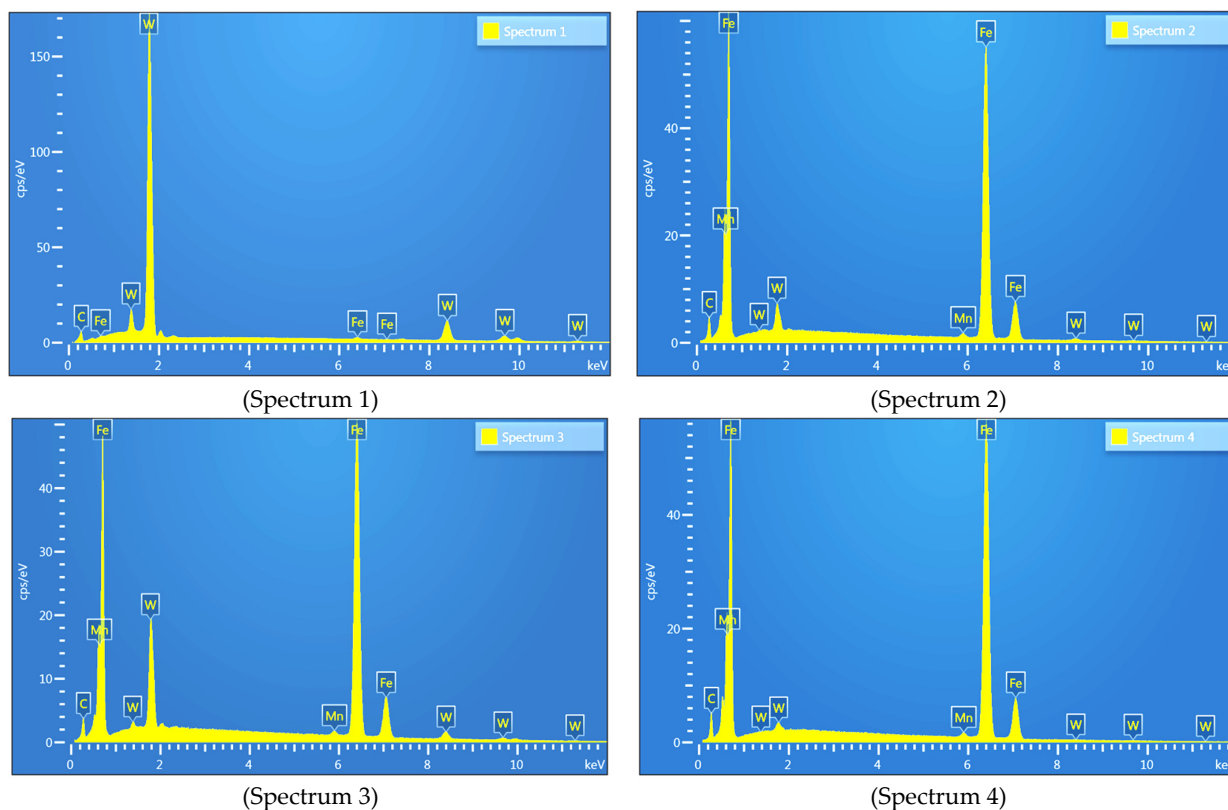 W
Spectrum 1
150
100
50
0
cps/eV
C
Fe
W
Fe
Fe
W
W
W
0
2
4
6
8
10
keV
(Spectrum 1)
Fe
Fe
Spectrum 2
40
20
0
cps/eV
Mn
C
W
W
Mn
Fe
W
W
W
0
2
4
6
8
10
keV
(Spectrum 2)
Fe
Fe
Spectrum 3
40
30
20
10
0
cps/eV
W
Mn
C
W
Mn
Fe
W
W
W
0
2
4
6
8
10
keV
(Spectrum 3)
Fe
Fe
Spectrum 4
40
20
0
cps/eV
Mn
C
W
W
Mn
Fe
W
W
W
0
2
4
6
8
10
keV
(Spectrum 4)